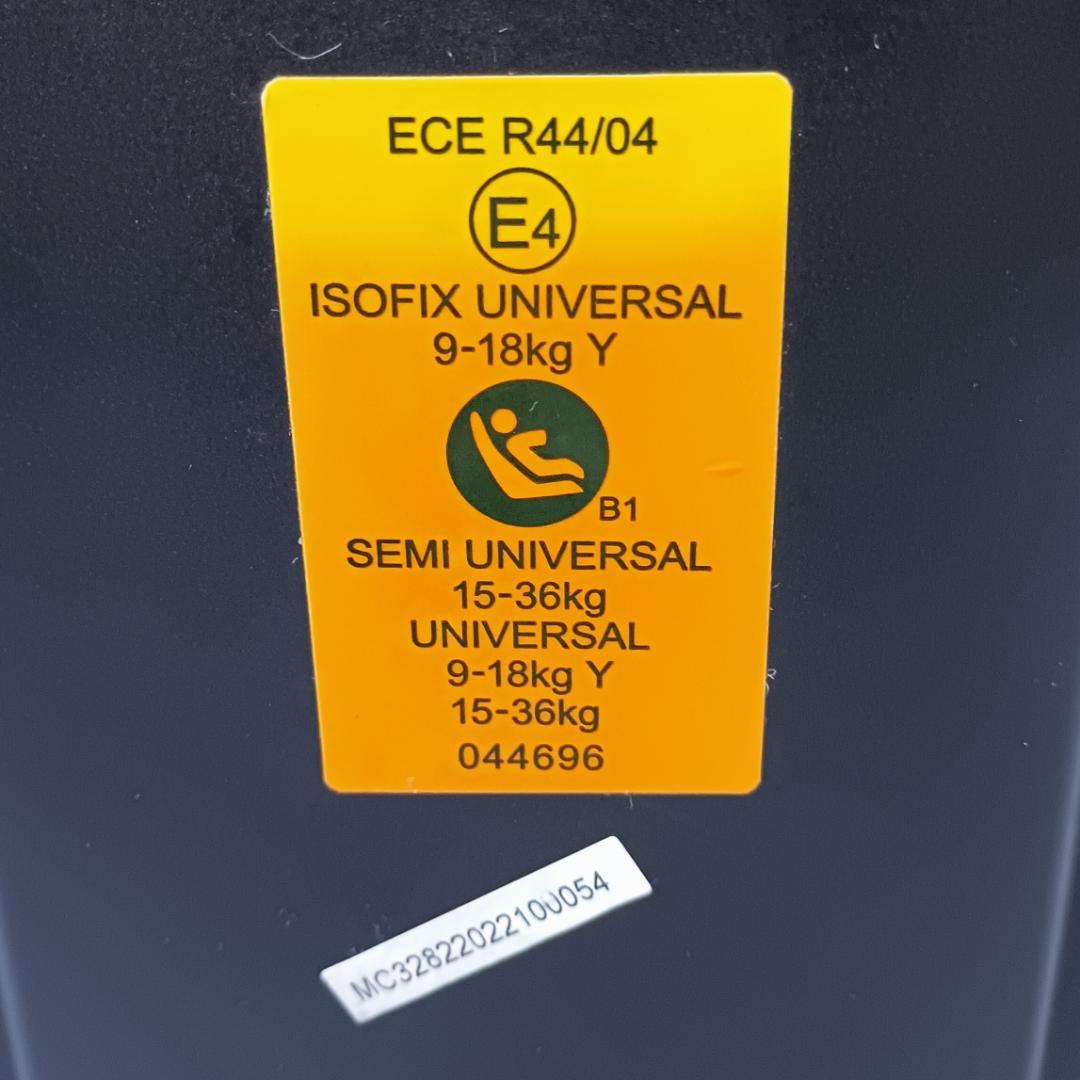 ECE R44/04
E4
ISOFIX UNIVERSAL
9-18kg Y
B1
SEMI UNIVERSAL
15-36kg
UNIVERSAL
9-18kg Y
15-36kg
044696
MC32822022100054